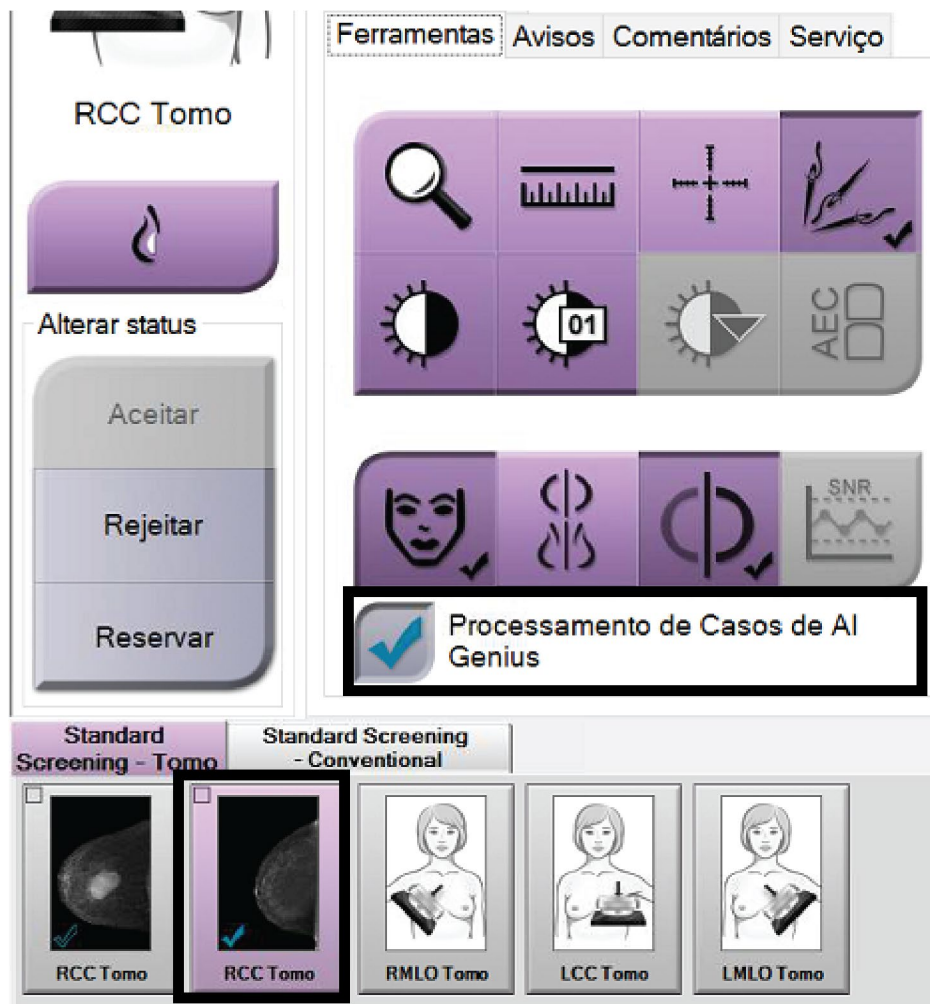 RCC Tomo
Alterar status
Aceitar
Rejeitar
Reservar
Ferramentas Avisos Comentários Serviço
01
AEC
SNR
Processamento de Casos de AI
Genius
Standard
Screening - Tomo
Standard Screening
- Conventional
RCC Tomo
RCC Tomo
RMLO Tomo
LCC Tomo
LMLO Tomo